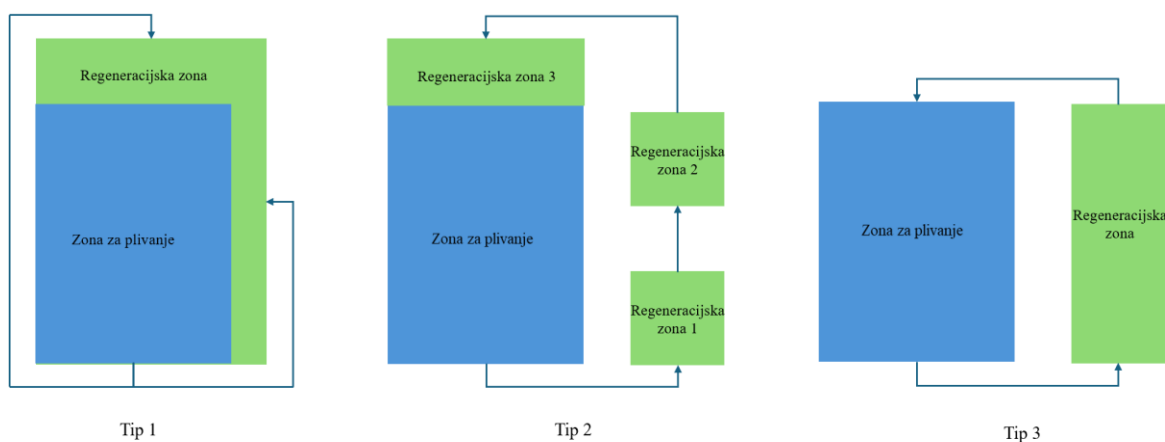 Regeneracijska zona
Zona za plivanje
Tip 1
Regeneracijska zona 3
Zona za plivanje
Regeneracijska
zona 2
Regeneracijska
zona 1
Tip 2
Zona za plivanje
Regeneracijska
zona
Tip 3